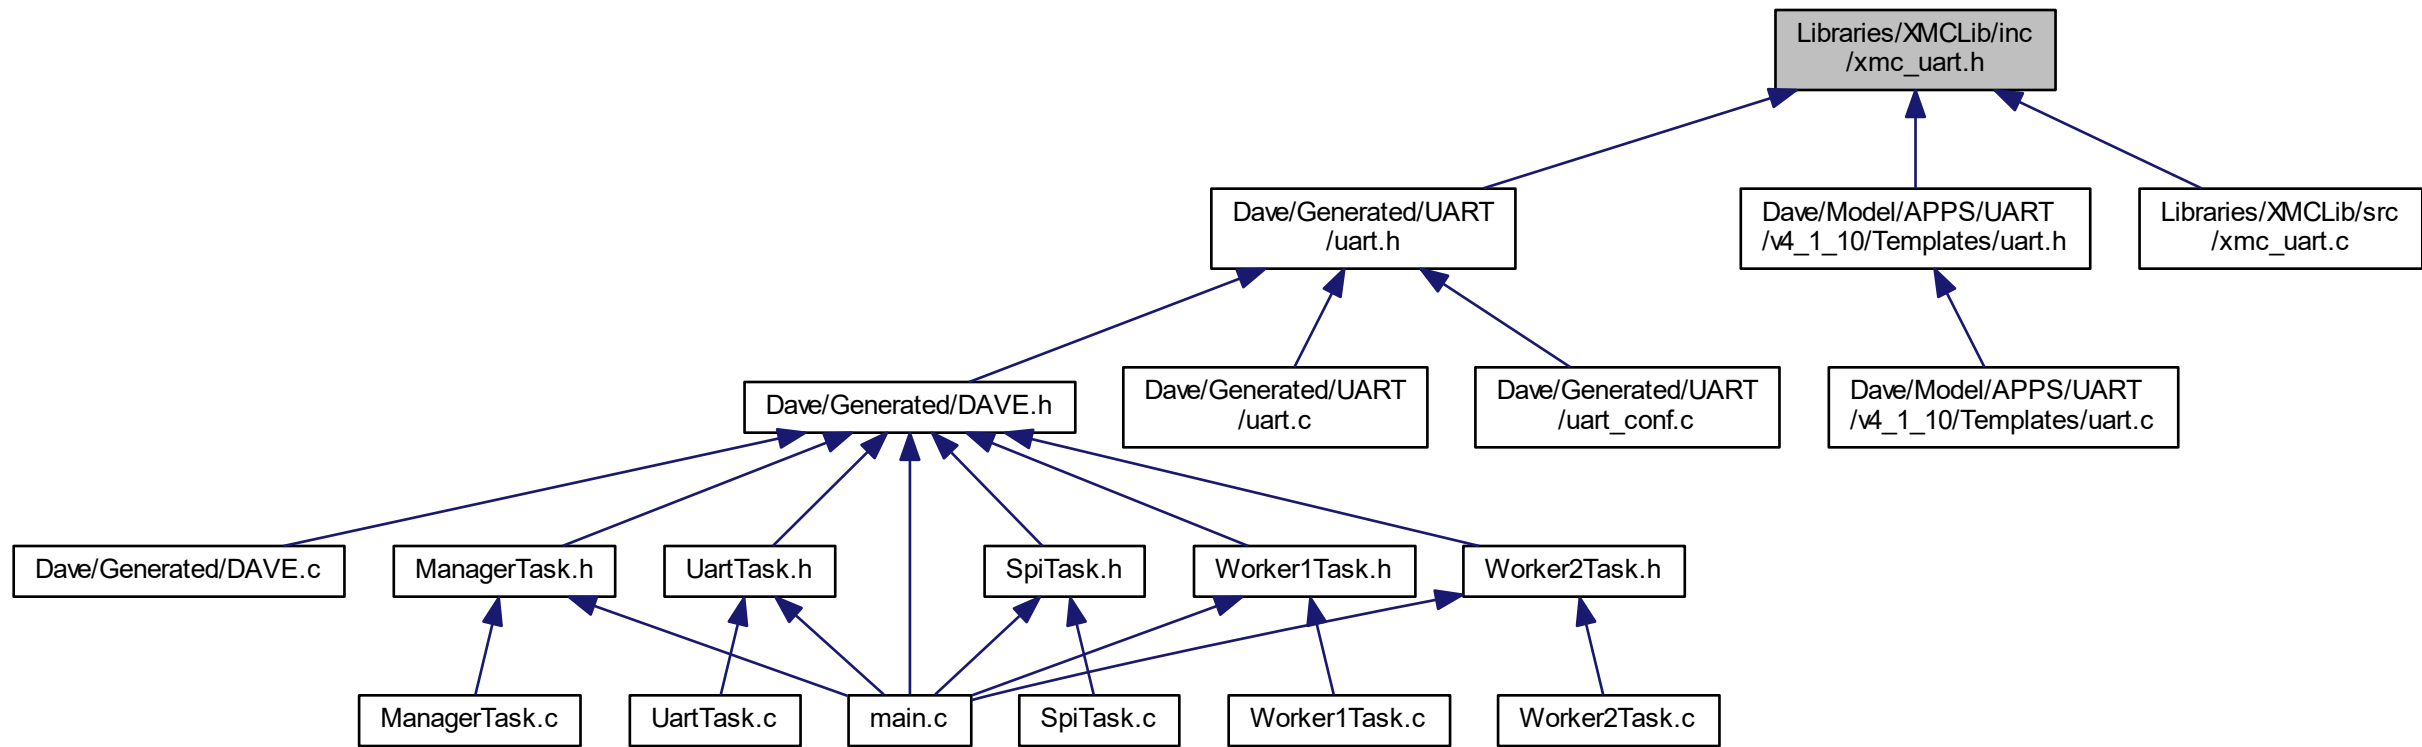 Libraries/XMCLib/inc
/xmc_uart.h
Dave/Generated/UART
/uart.h
Dave/Model/APPS/UART
/v4_1_10/Templates/uart.h
Libraries/XMCLib/src
/xmc_uart.c
Dave/Generated/DAVE.h
Dave/Generated/UART
/uart.c
Dave/Generated/UART
/uart_conf.c
Dave/Model/APPS/UART
/v4_1_10/Templates/uart.c
Dave/Generated/DAVE.c
ManagerTask.h
UartTask.h
SpiTask.h
Worker1Task.h
Worker2Task.h
ManagerTask.c
UartTask.c
main.c
SpiTask.c
Worker1Task.c
Worker2Task.c